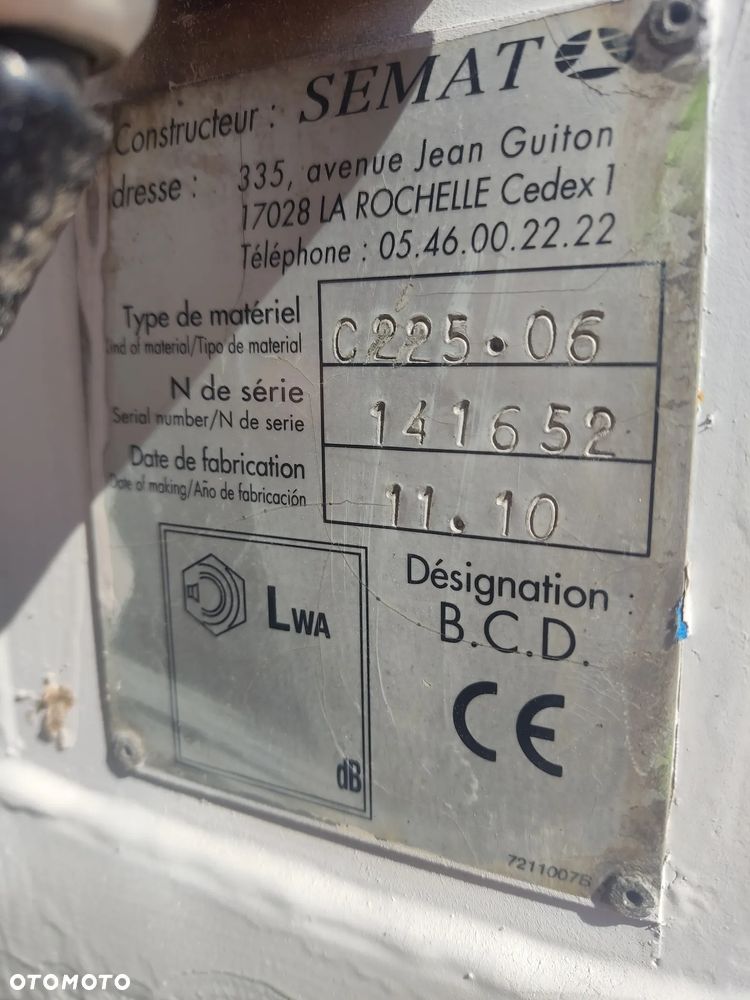 Constructeur : SEMAT
dresse : 335, avenue Jean Guiton
17028 LA ROCHELLE Cedex 1
Téléphone : 05.46.00.22.22
Type de matériel
Kind of material/Tipo de material
C225.06
N de série
Serial number/N de serie
141652
Date de fabrication
Date of making/Año de fabricación
11.10
LWA
dB
Désignation :
B.C.D.
CE
7211007B
OTOMOTO